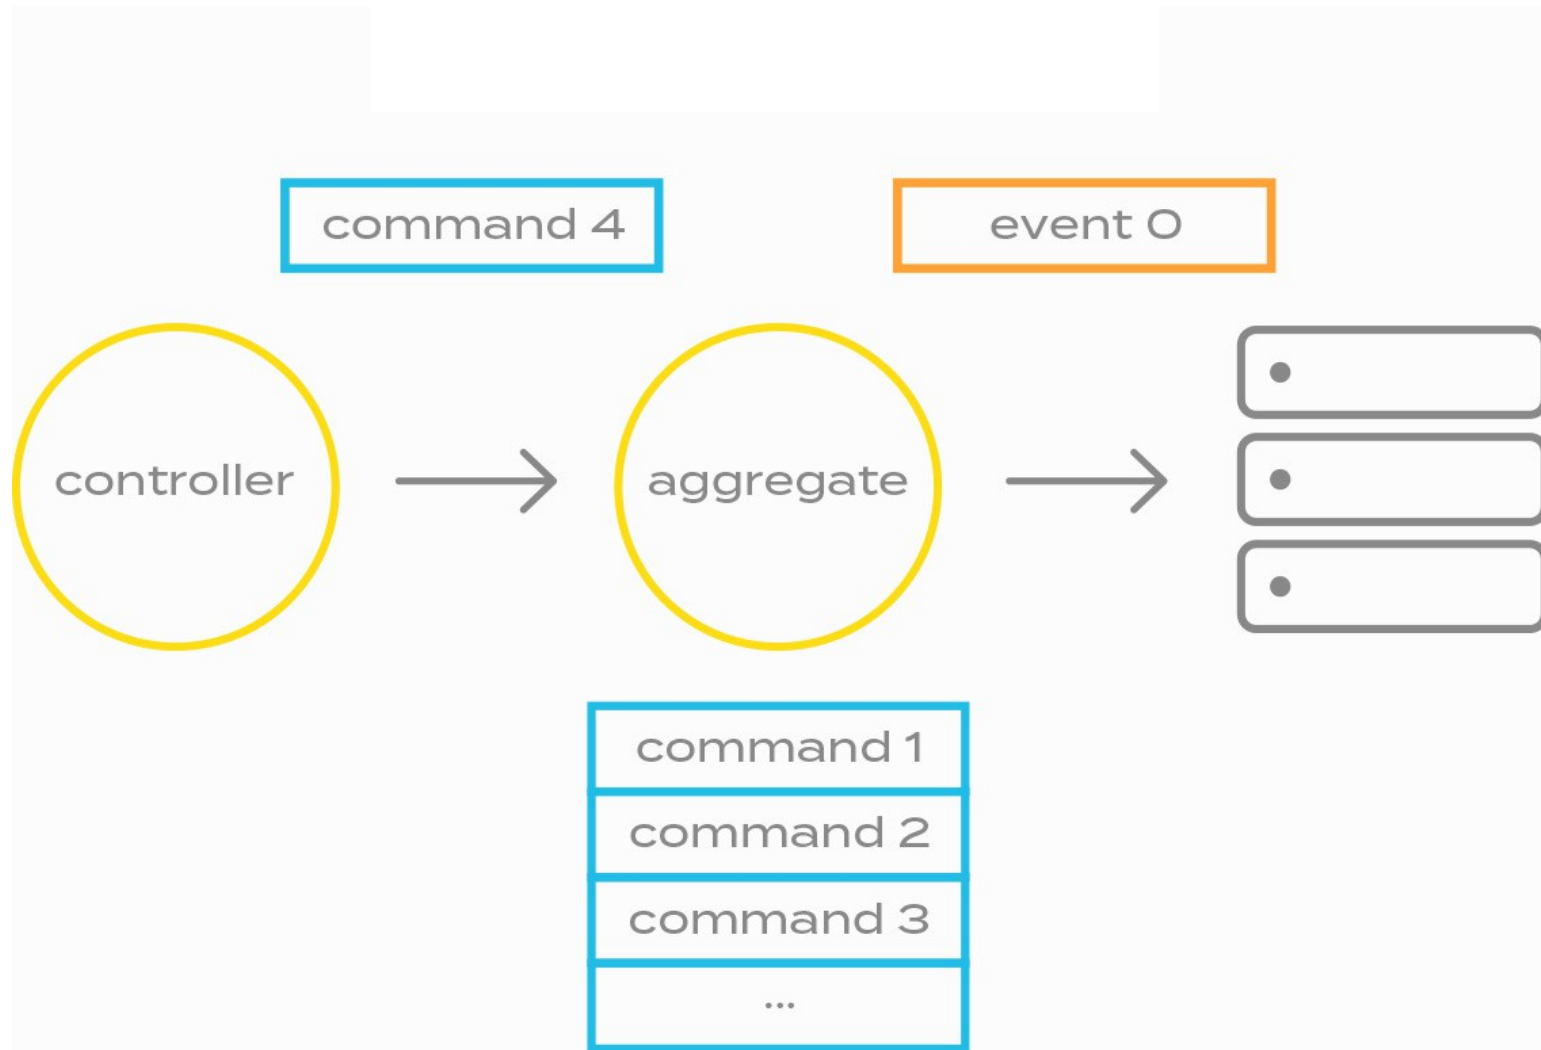 command 4
event 0
controller
aggregate
command 1
command 2
command 3
...